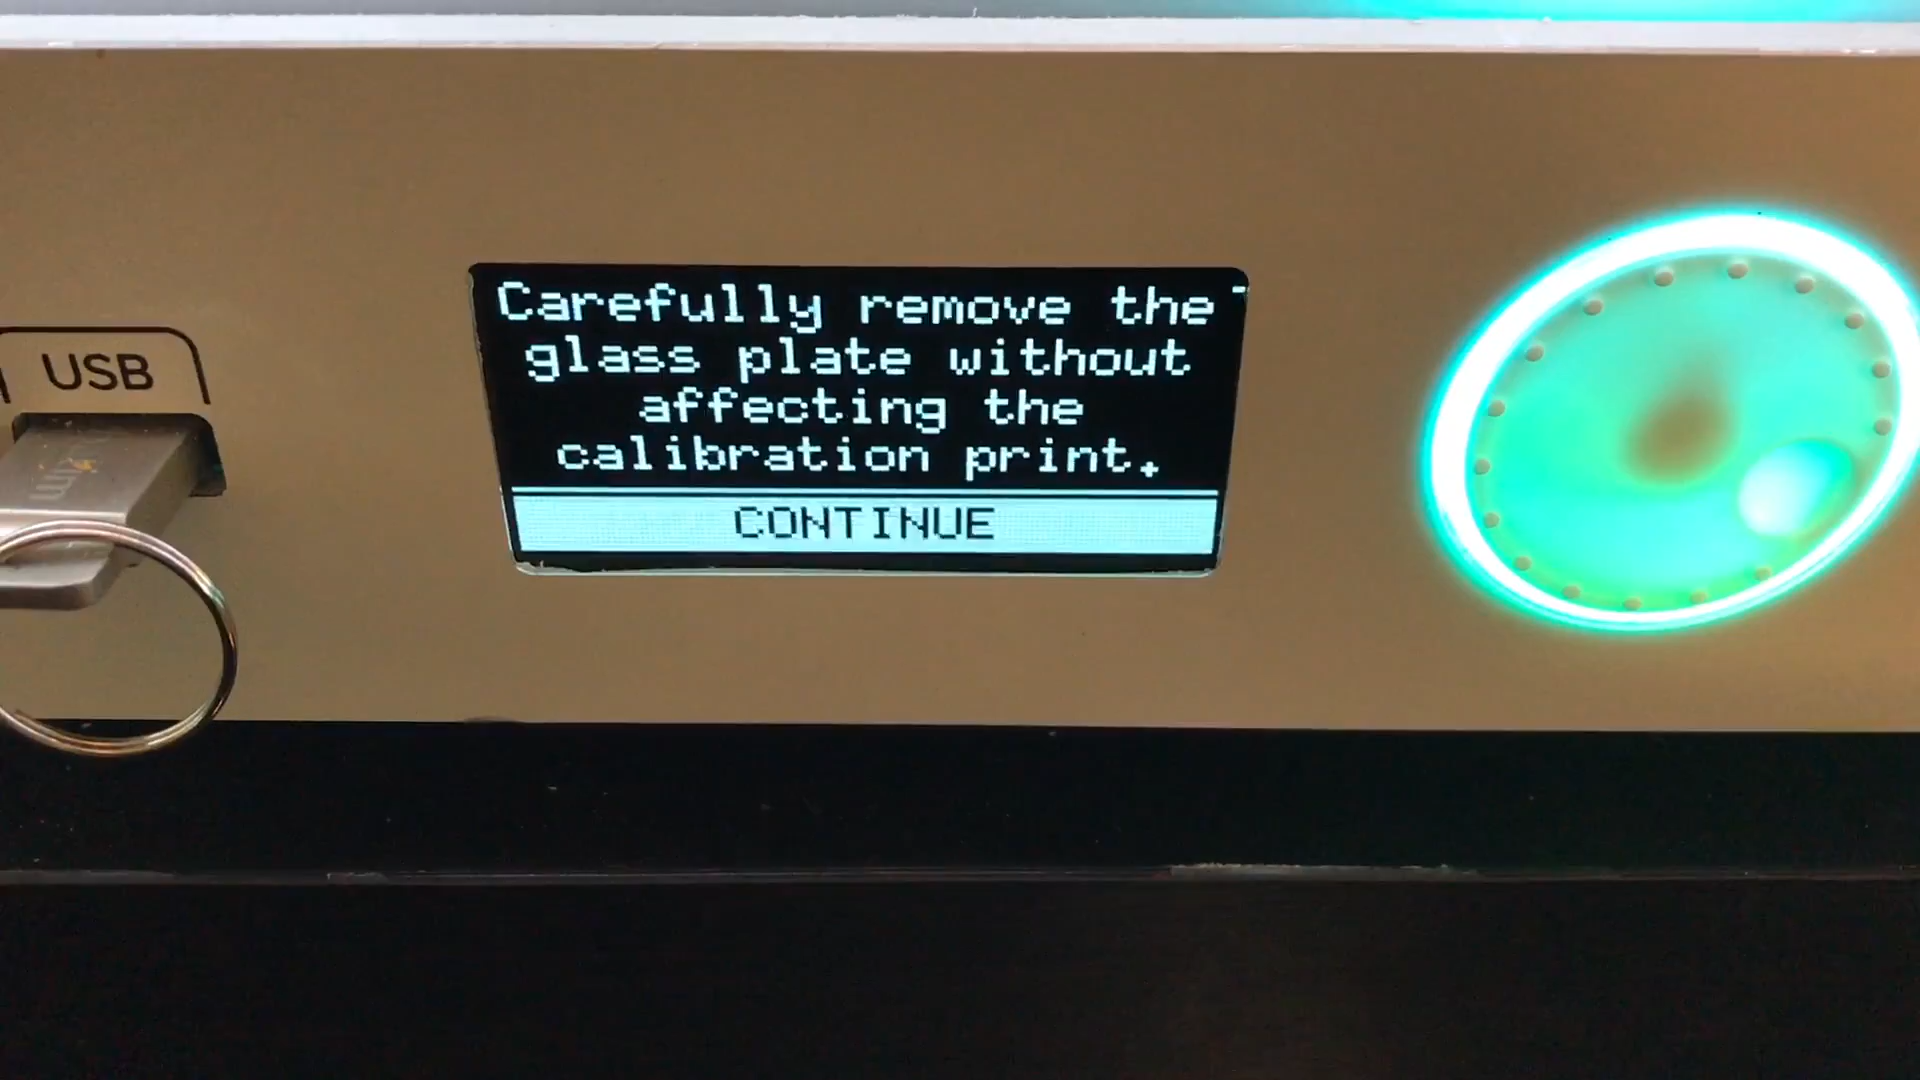 Carefully remove the
glass plate without
affecting the
calibration print.
CONTINUE
USB